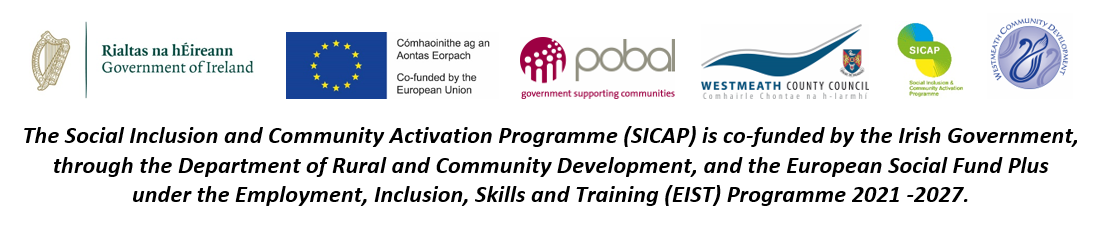 Rialtas na hÉireann
Government of Ireland
Cómhaoinithe ag an
Aontas Eorpach
Co-funded by the
European Union
pobal
government supporting communities
WESTMEATH COUNTY COUNCIL
Comhairle Chontae na h-Iarmhí
SICAP
Social Inclusion &
Community Activation
Programme
WESTMEATH COMMUNITY DEVELOPMENT
The Social Inclusion and Community Activation Programme (SICAP) is co-funded by the Irish Government,
through the Department of Rural and Community Development, and the European Social Fund Plus
under the Employment, Inclusion, Skills and Training (EIST) Programme 2021 -2027.